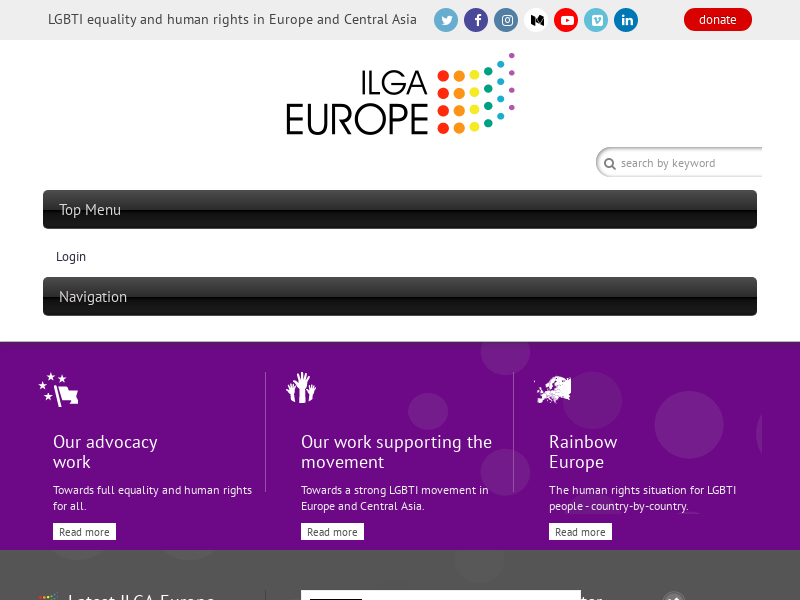 LGBTI equality and human rights in Europe and Central Asia
donate
ILGA
EUROPE
search by keyword
Top Menu
Login
Navigation
Our advocacy
work
Towards full equality and human rights
for all.
Read more
Our work supporting the
movement
Towards a strong LGBTI movement in
Europe and Central Asia.
Read more
Rainbow
Europe
The human rights situation for LGBTI
people - country-by-country.
Read more
Latest ILGA-Europe